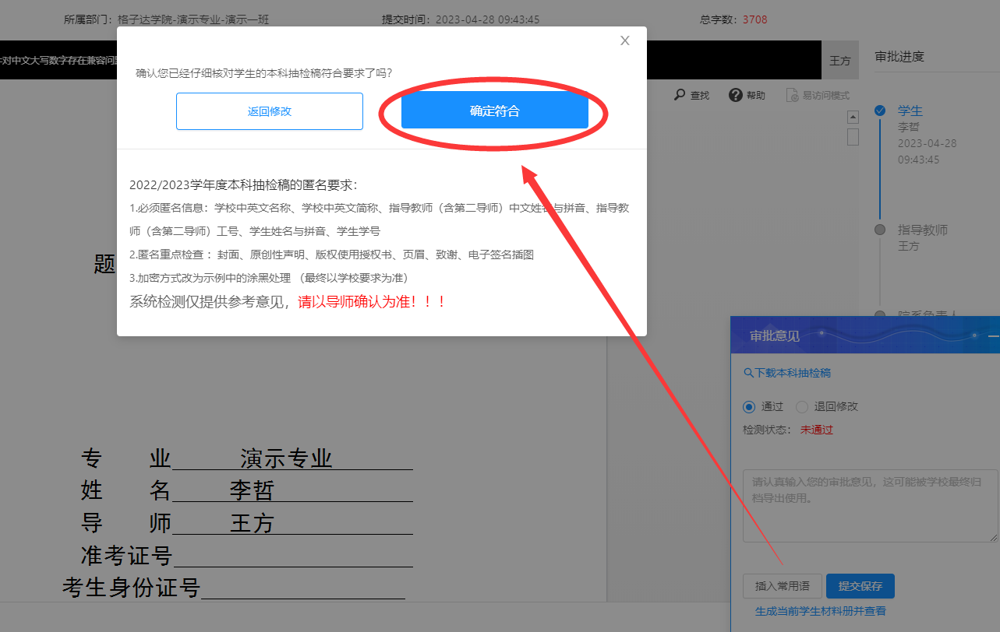 所属部门：格子达学院-演示专业-演示一班
提交时间：2023-04-28 09:43:45
总字数：3708
对中文大写数字存在兼容问
王方
审批进度
X
确认您已经仔细核对学生的本科抽检稿符合要求了吗？
返回修改
确定符合
查找
帮助
易访问模式
学生
李哲
2023-04-28
09:43:45
2022/2023学年度本科抽检稿的匿名要求：
1.必须匿名信息：学校中英文名称、学校中英文简称、指导教师（含第二导师）中文姓名与拼音、指导教
师（含第二导师）工号、学生姓名与拼音、学生学号
2.匿名重点检查 ：封面、原创性声明、版权使用授权书、页眉、致谢、电子签名插图
3.加密方式改为示例中的涂黑处理 （最终以学校要求为准）
系统检测仅提供参考意见，请以导师确认为准！！！
指导教师
王方
题
院系负责人
审批意见
下载本科抽检稿
通过
退回修改
检测状态： 未通过
请认真输入您的审批意见，这可能被学校最终归
档导出使用。
专 业 演示专业
姓 名 李哲
导 师 王方
准考证号
考生身份证号
插入常用语
提交保存
生成当前学生材料册并查看